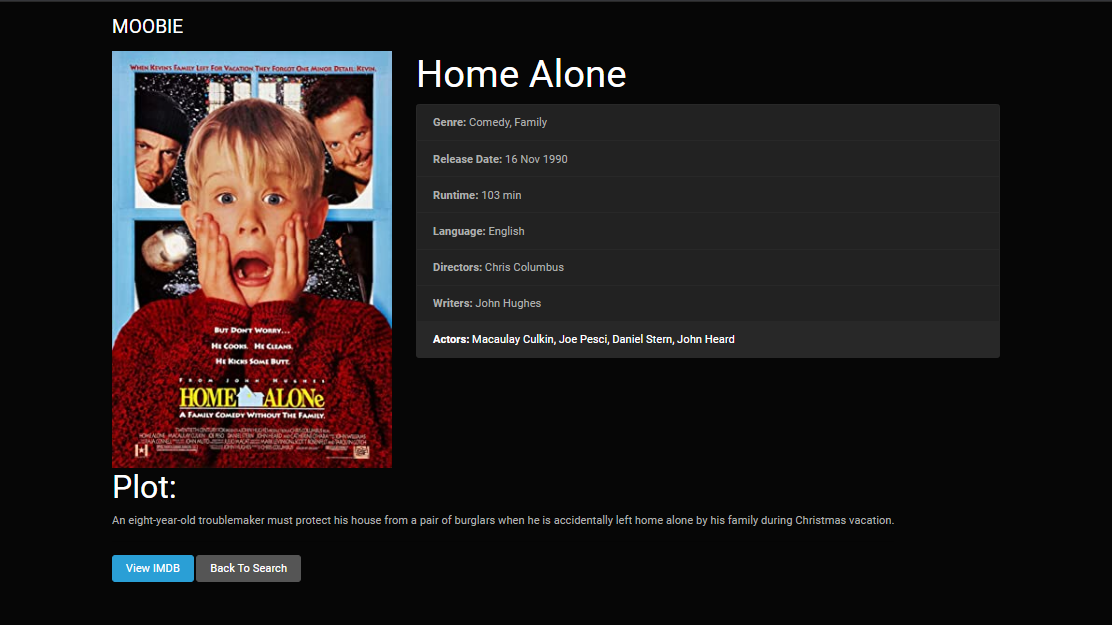 MOOBIE
WHEN KEVIN'S FAMILY LEFT FOR VACATION, THEY FORGOT ONE MINOR DETAIL: KEVIN.
BUT DON'T WORRY...
HE COOKS. HE CLEANS.
HE KICKS SOME BUTT.
FROM JOHN HUGHES
HOME ALONe
A FAMILY COMEDY WITHOUT THE FAMILY.
Home Alone
Genre: Comedy, Family
Release Date: 16 Nov 1990
Runtime: 103 min
Language: English
Directors: Chris Columbus
Writers: John Hughes
Actors: Macaulay Culkin, Joe Pesci, Daniel Stern, John Heard
Plot:
An eight-year-old troublemaker must protect his house from a pair of burglars when he is accidentally left home alone by his family during Christmas vacation.
View IMDB
Back To Search